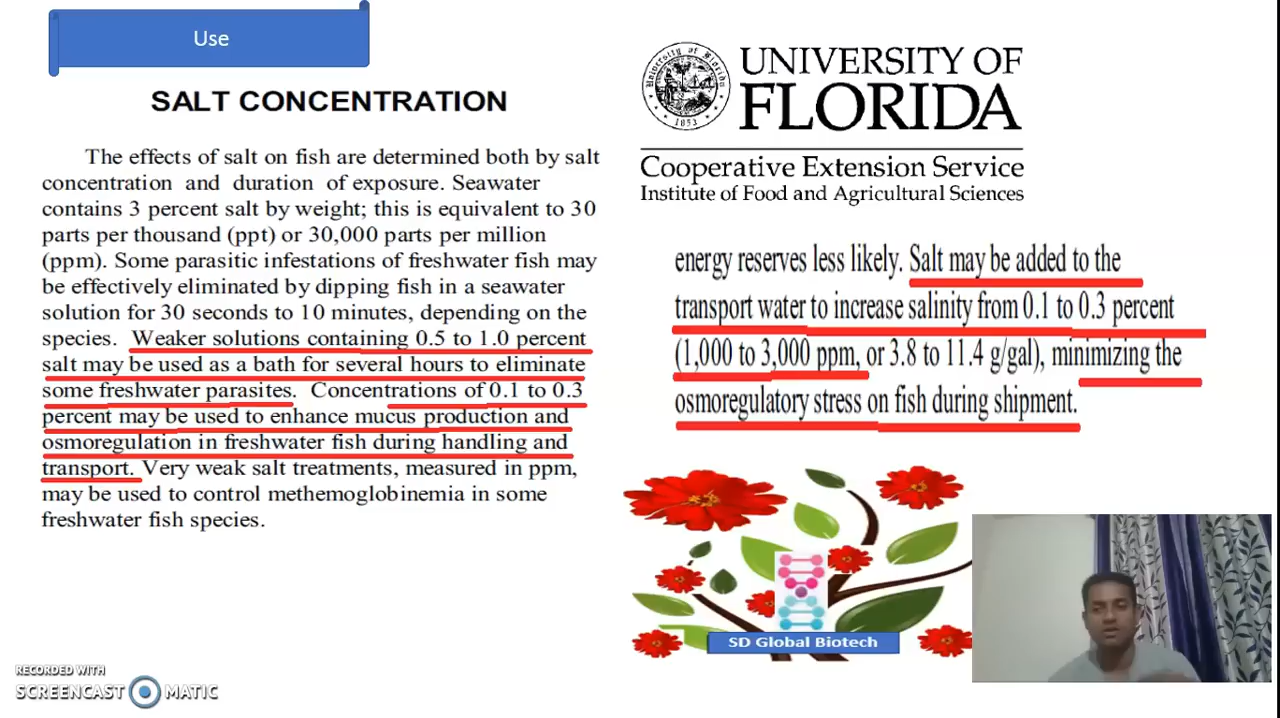 Use
SALT CONCENTRATION
The effects of salt on fish are determined both by salt
concentration and duration of exposure. Seawater
contains 3 percent salt by weight; this is equivalent to 30
parts per thousand (ppt) or 30,000 parts per million
(ppm). Some parasitic infestations of freshwater fish may
be effectively eliminated by dipping fish in a seawater
solution for 30 seconds to 10 minutes, depending on the
species. Weaker solutions containing 0.5 to 1.0 percent
salt may be used as a bath for several hours to eliminate
some freshwater parasites. Concentrations of 0.1 to 0.3
percent may be used to enhance mucus production and
osmoregulation in freshwater fish during handling and
transport. Very weak salt treatments, measured in ppm,
may be used to control methemoglobinemia in some
freshwater fish species.
University of Florida
1853
UNIVERSITY OF
FLORIDA
Cooperative Extension Service
Institute of Food and Agricultural Sciences
energy reserves less likely. Salt may be added to the
transport water to increase salinity from 0.1 to 0.3 percent
(1,000 to 3,000 ppm, or 3.8 to 11.4 g/gal), minimizing the
osmoregulatory stress on fish during shipment.
SD Global Biotech
RECORDED WITH
SCREENCAST MATIC